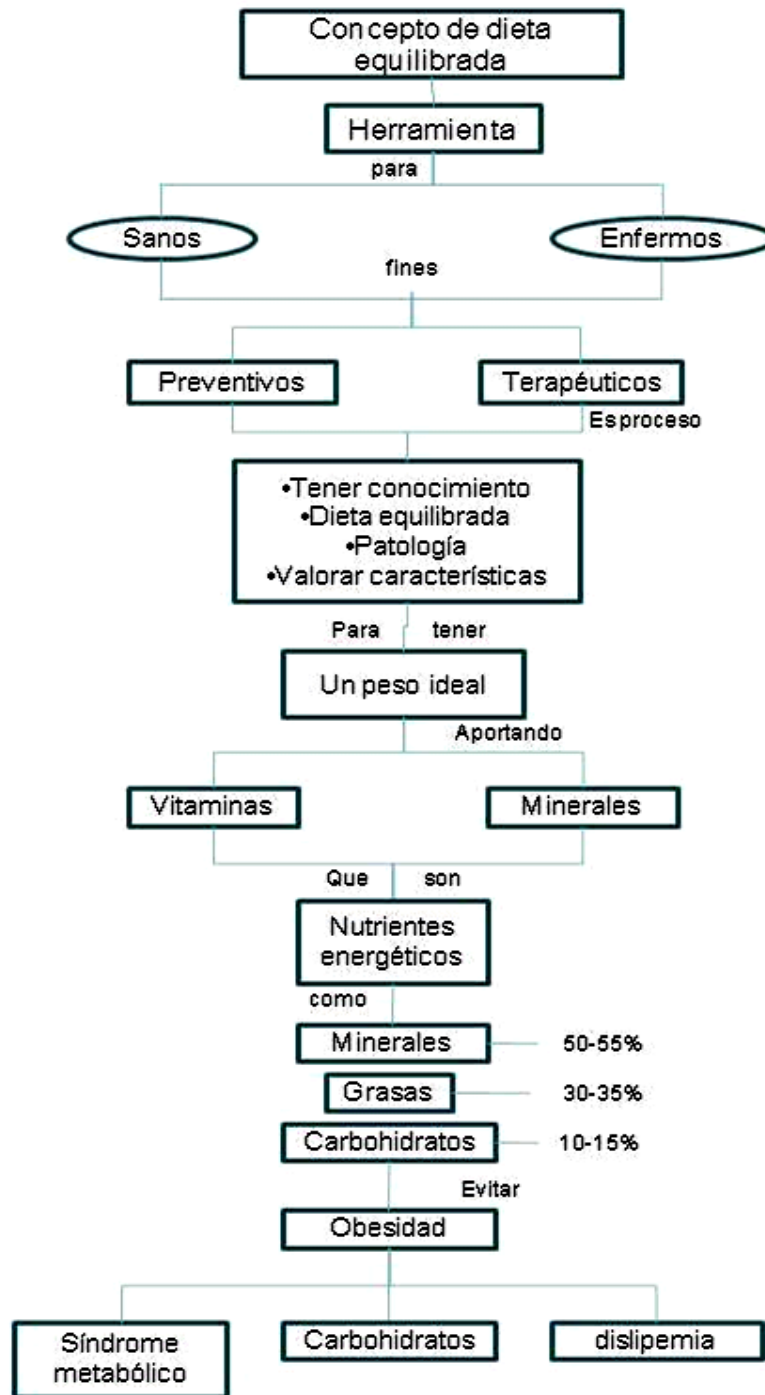 Concepto de dieta
equilibrada
Herramienta
para
Sanos
Enfermos
fines
Preventivos
Terapéuticos
Es proceso
•Tener conocimiento
•Dieta equilibrada
•Patología
•Valorar características
Para tener
Un peso ideal
Aportando
Vitaminas
Minerales
Que son
Nutrientes
energéticos
como
Minerales 50-55%
Grasas 30-35%
Carbohidratos 10-15%
Evitar
Obesidad
Síndrome
metabólico
Carbohidratos
dislipemia